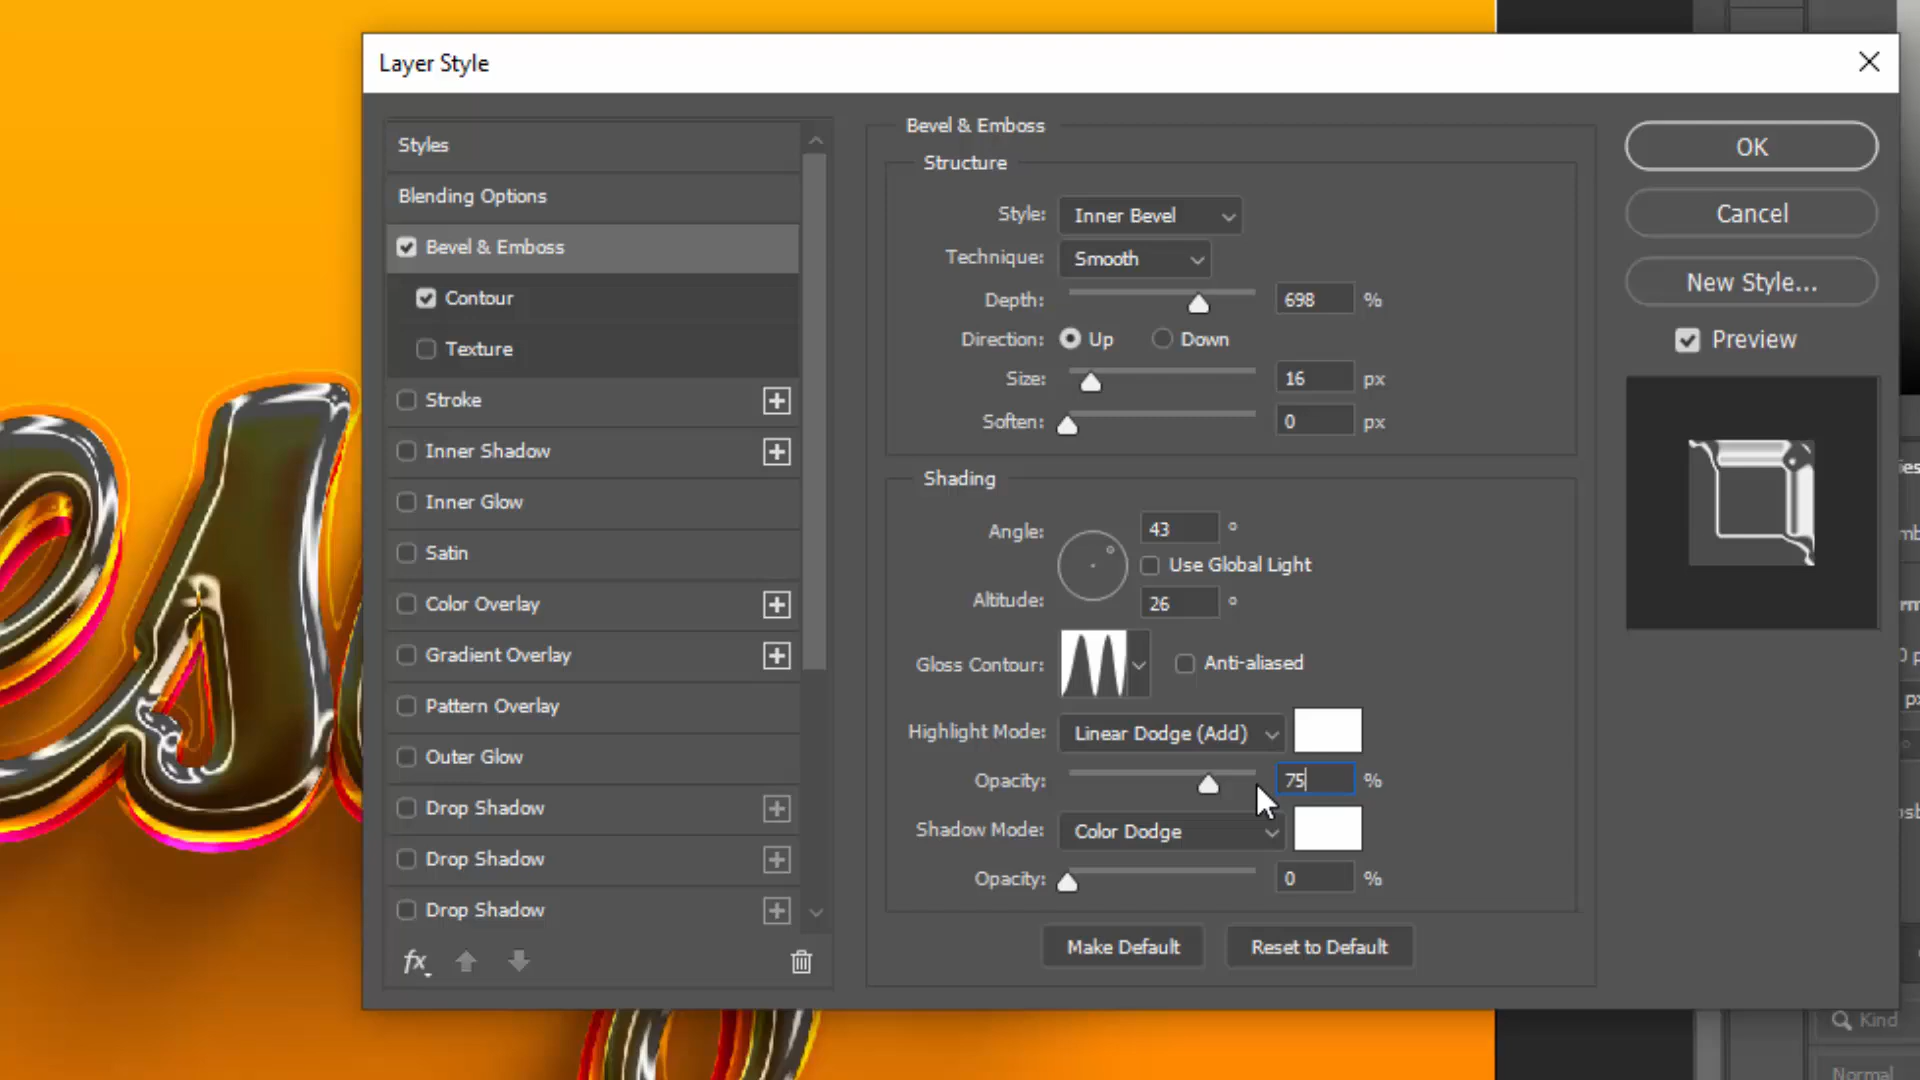 Layer Style
Styles
Blending Options
Bevel & Emboss
Contour
Texture
Stroke
Inner Shadow
Inner Glow
Satin
Color Overlay
Gradient Overlay
Pattern Overlay
Outer Glow
Drop Shadow
Drop Shadow
Drop Shadow
fx
Bevel & Emboss
Structure
Style: Inner Bevel
Technique: Smooth
Depth: 698 %
Direction: Up Down
Size: 16 px
Soften: 0 px
Shading
Angle: 43 °
Use Global Light
Altitude: 26 °
Gloss Contour: Anti-aliased
Highlight Mode: Linear Dodge (Add)
Opacity: 75 %
Shadow Mode: Color Dodge
Opacity: 0 %
Make Default Reset to Default
OK
Cancel
New Style...
Preview
Kind
Normal